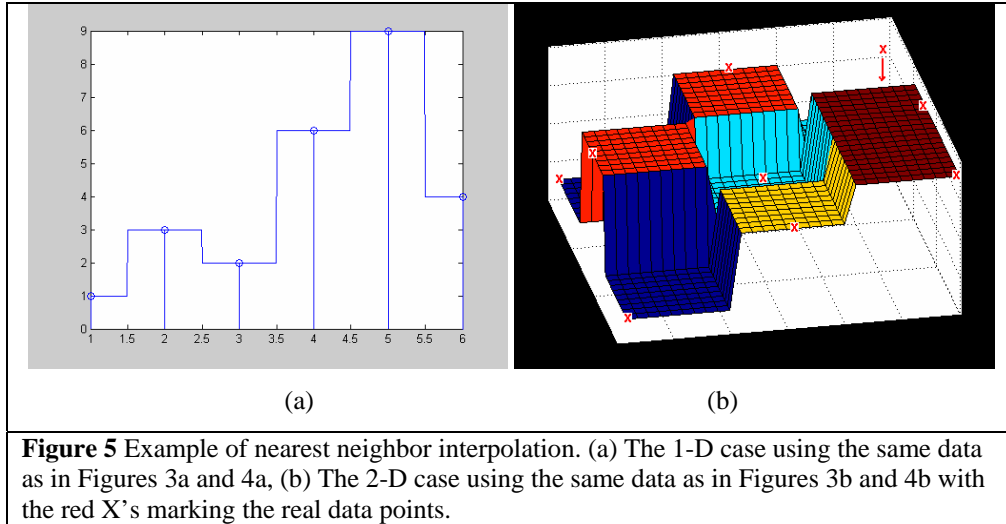 9
8
7
6
5
4
3
2
1
0
1 1.5 2 2.5 3 3.5 4 4.5 5 5.5 6
x
x
x
x
x
x
x
x
x
(a) (b)
Figure 5 Example of nearest neighbor interpolation. (a) The 1-D case using the same data
as in Figures 3a and 4a, (b) The 2-D case using the same data as in Figures 3b and 4b with
the red X's marking the real data points.